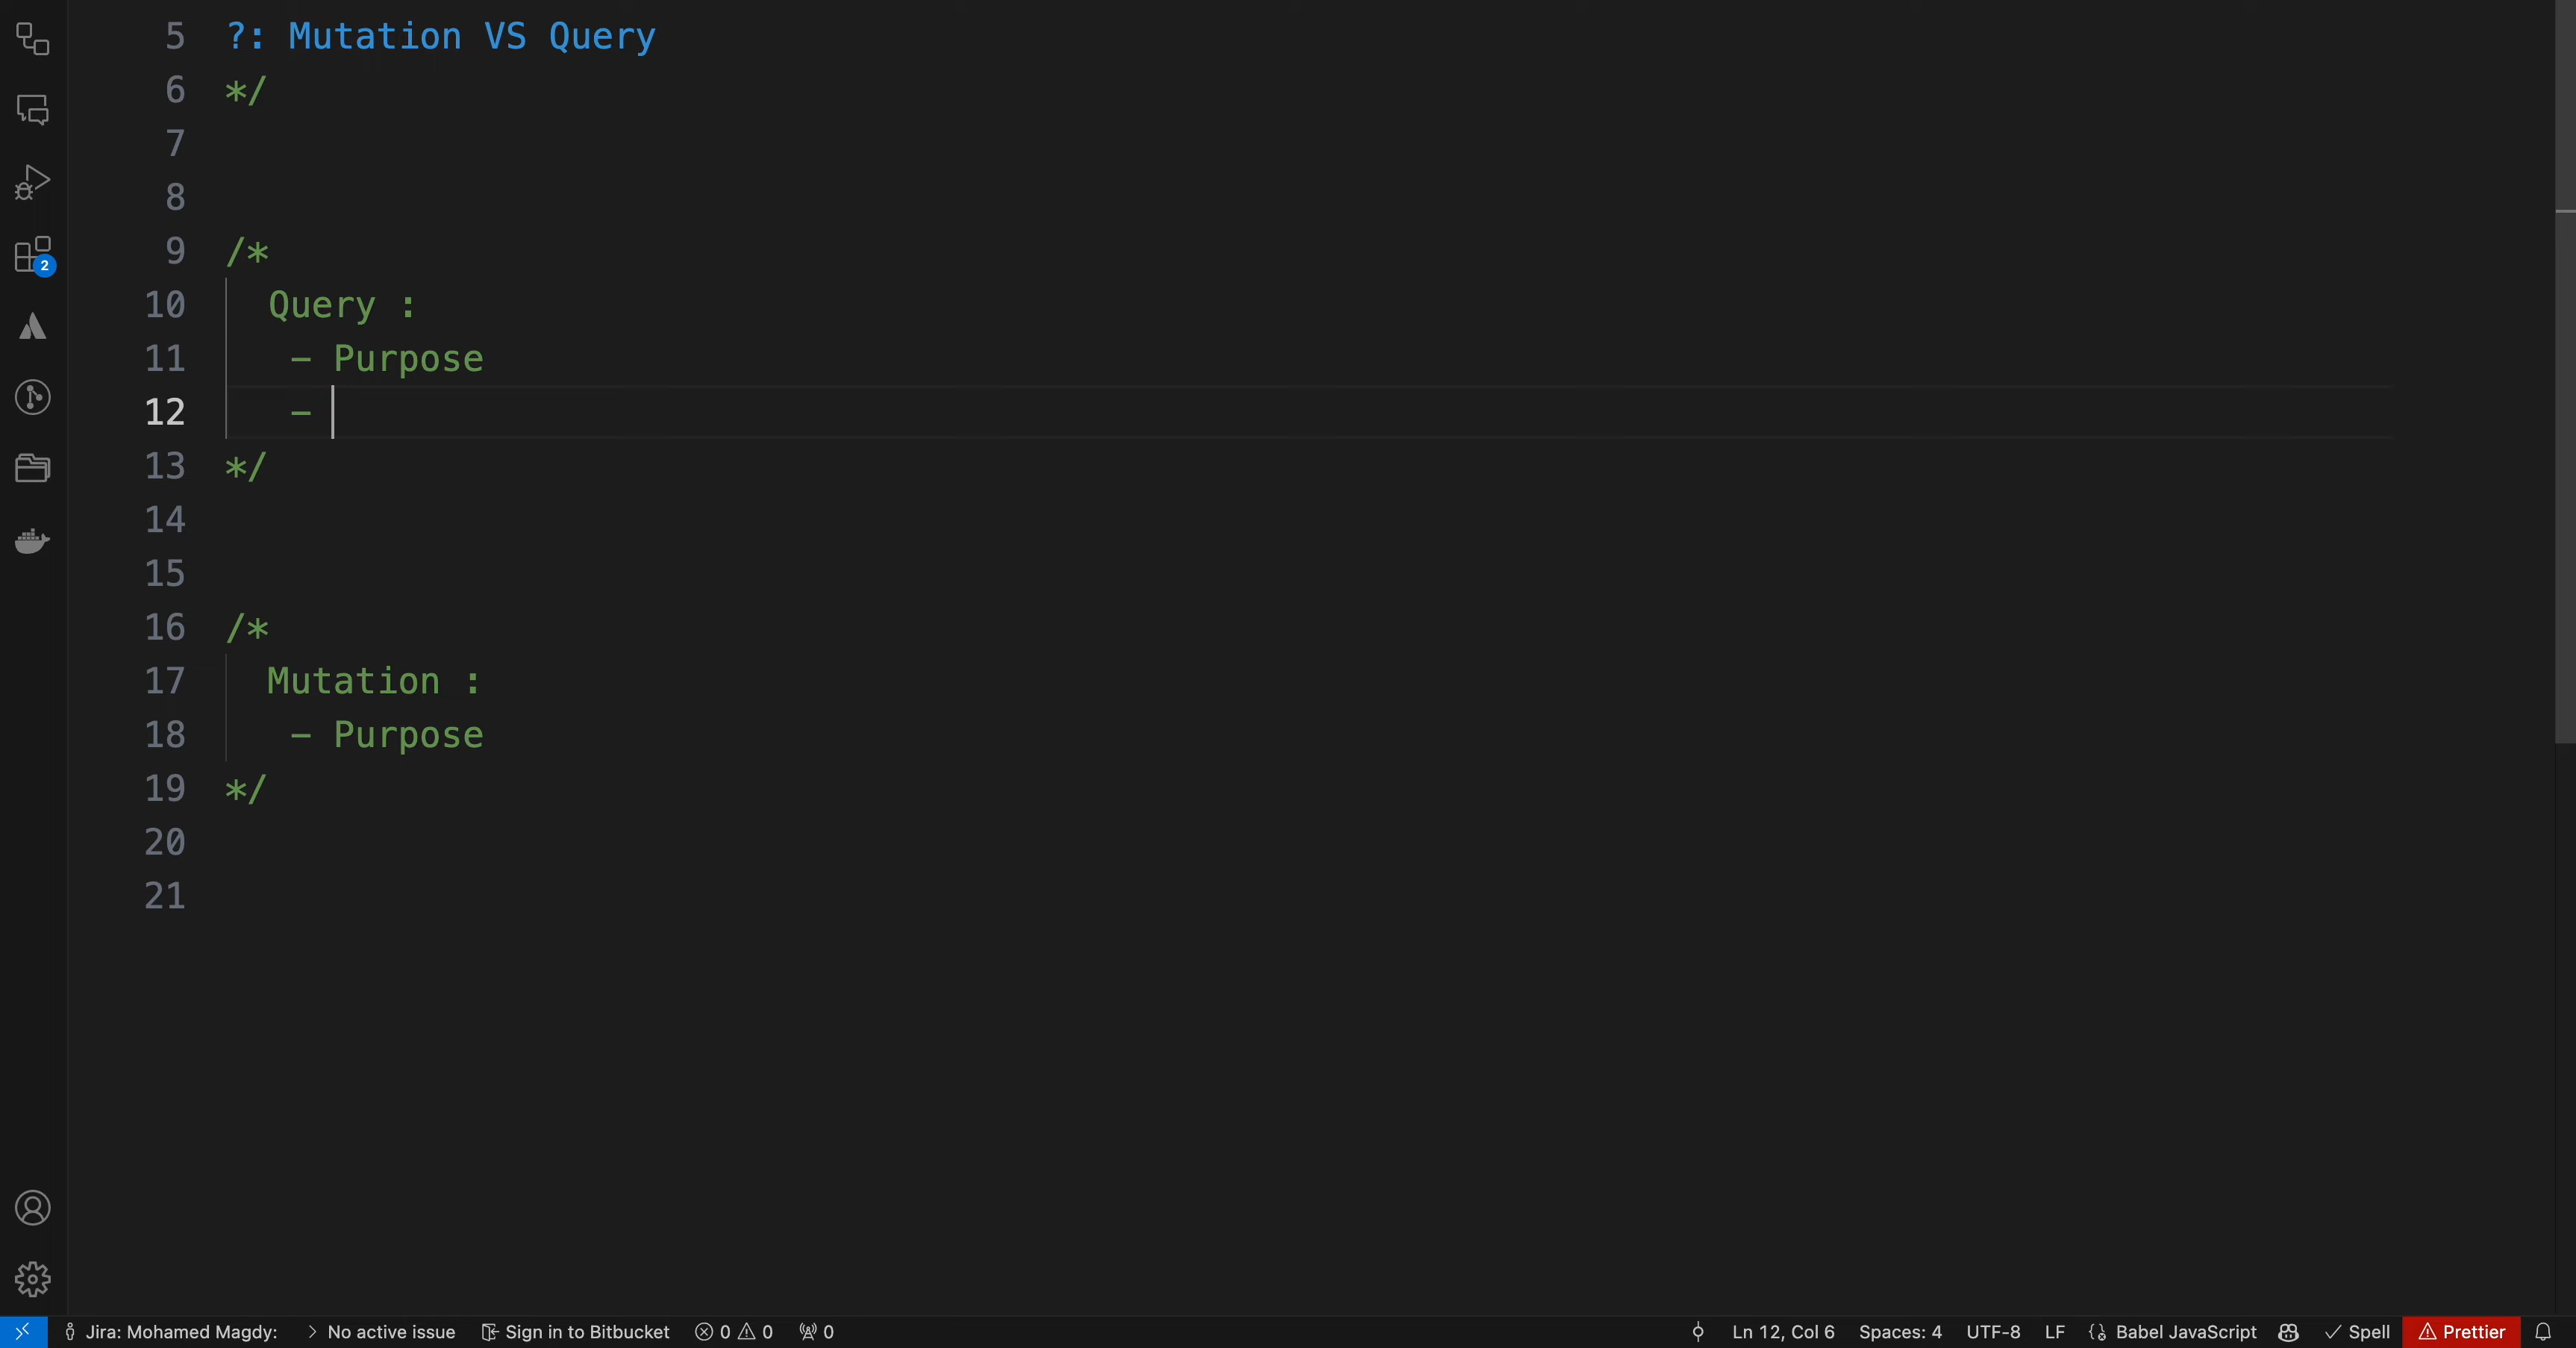 5 ?: Mutation VS Query
6 */
7
8
9 /*
10 Query :
11 - Purpose
12 -
13 */
14
15
16 /*
17 Mutation :
18 - Purpose
19 */
20
21
2
Jira: Mohamed Magdy: > No active issue Sign in to Bitbucket 0 0 0 Ln 12, Col 6 Spaces: 4 UTF-8 LF Babel JavaScript Spell Prettier